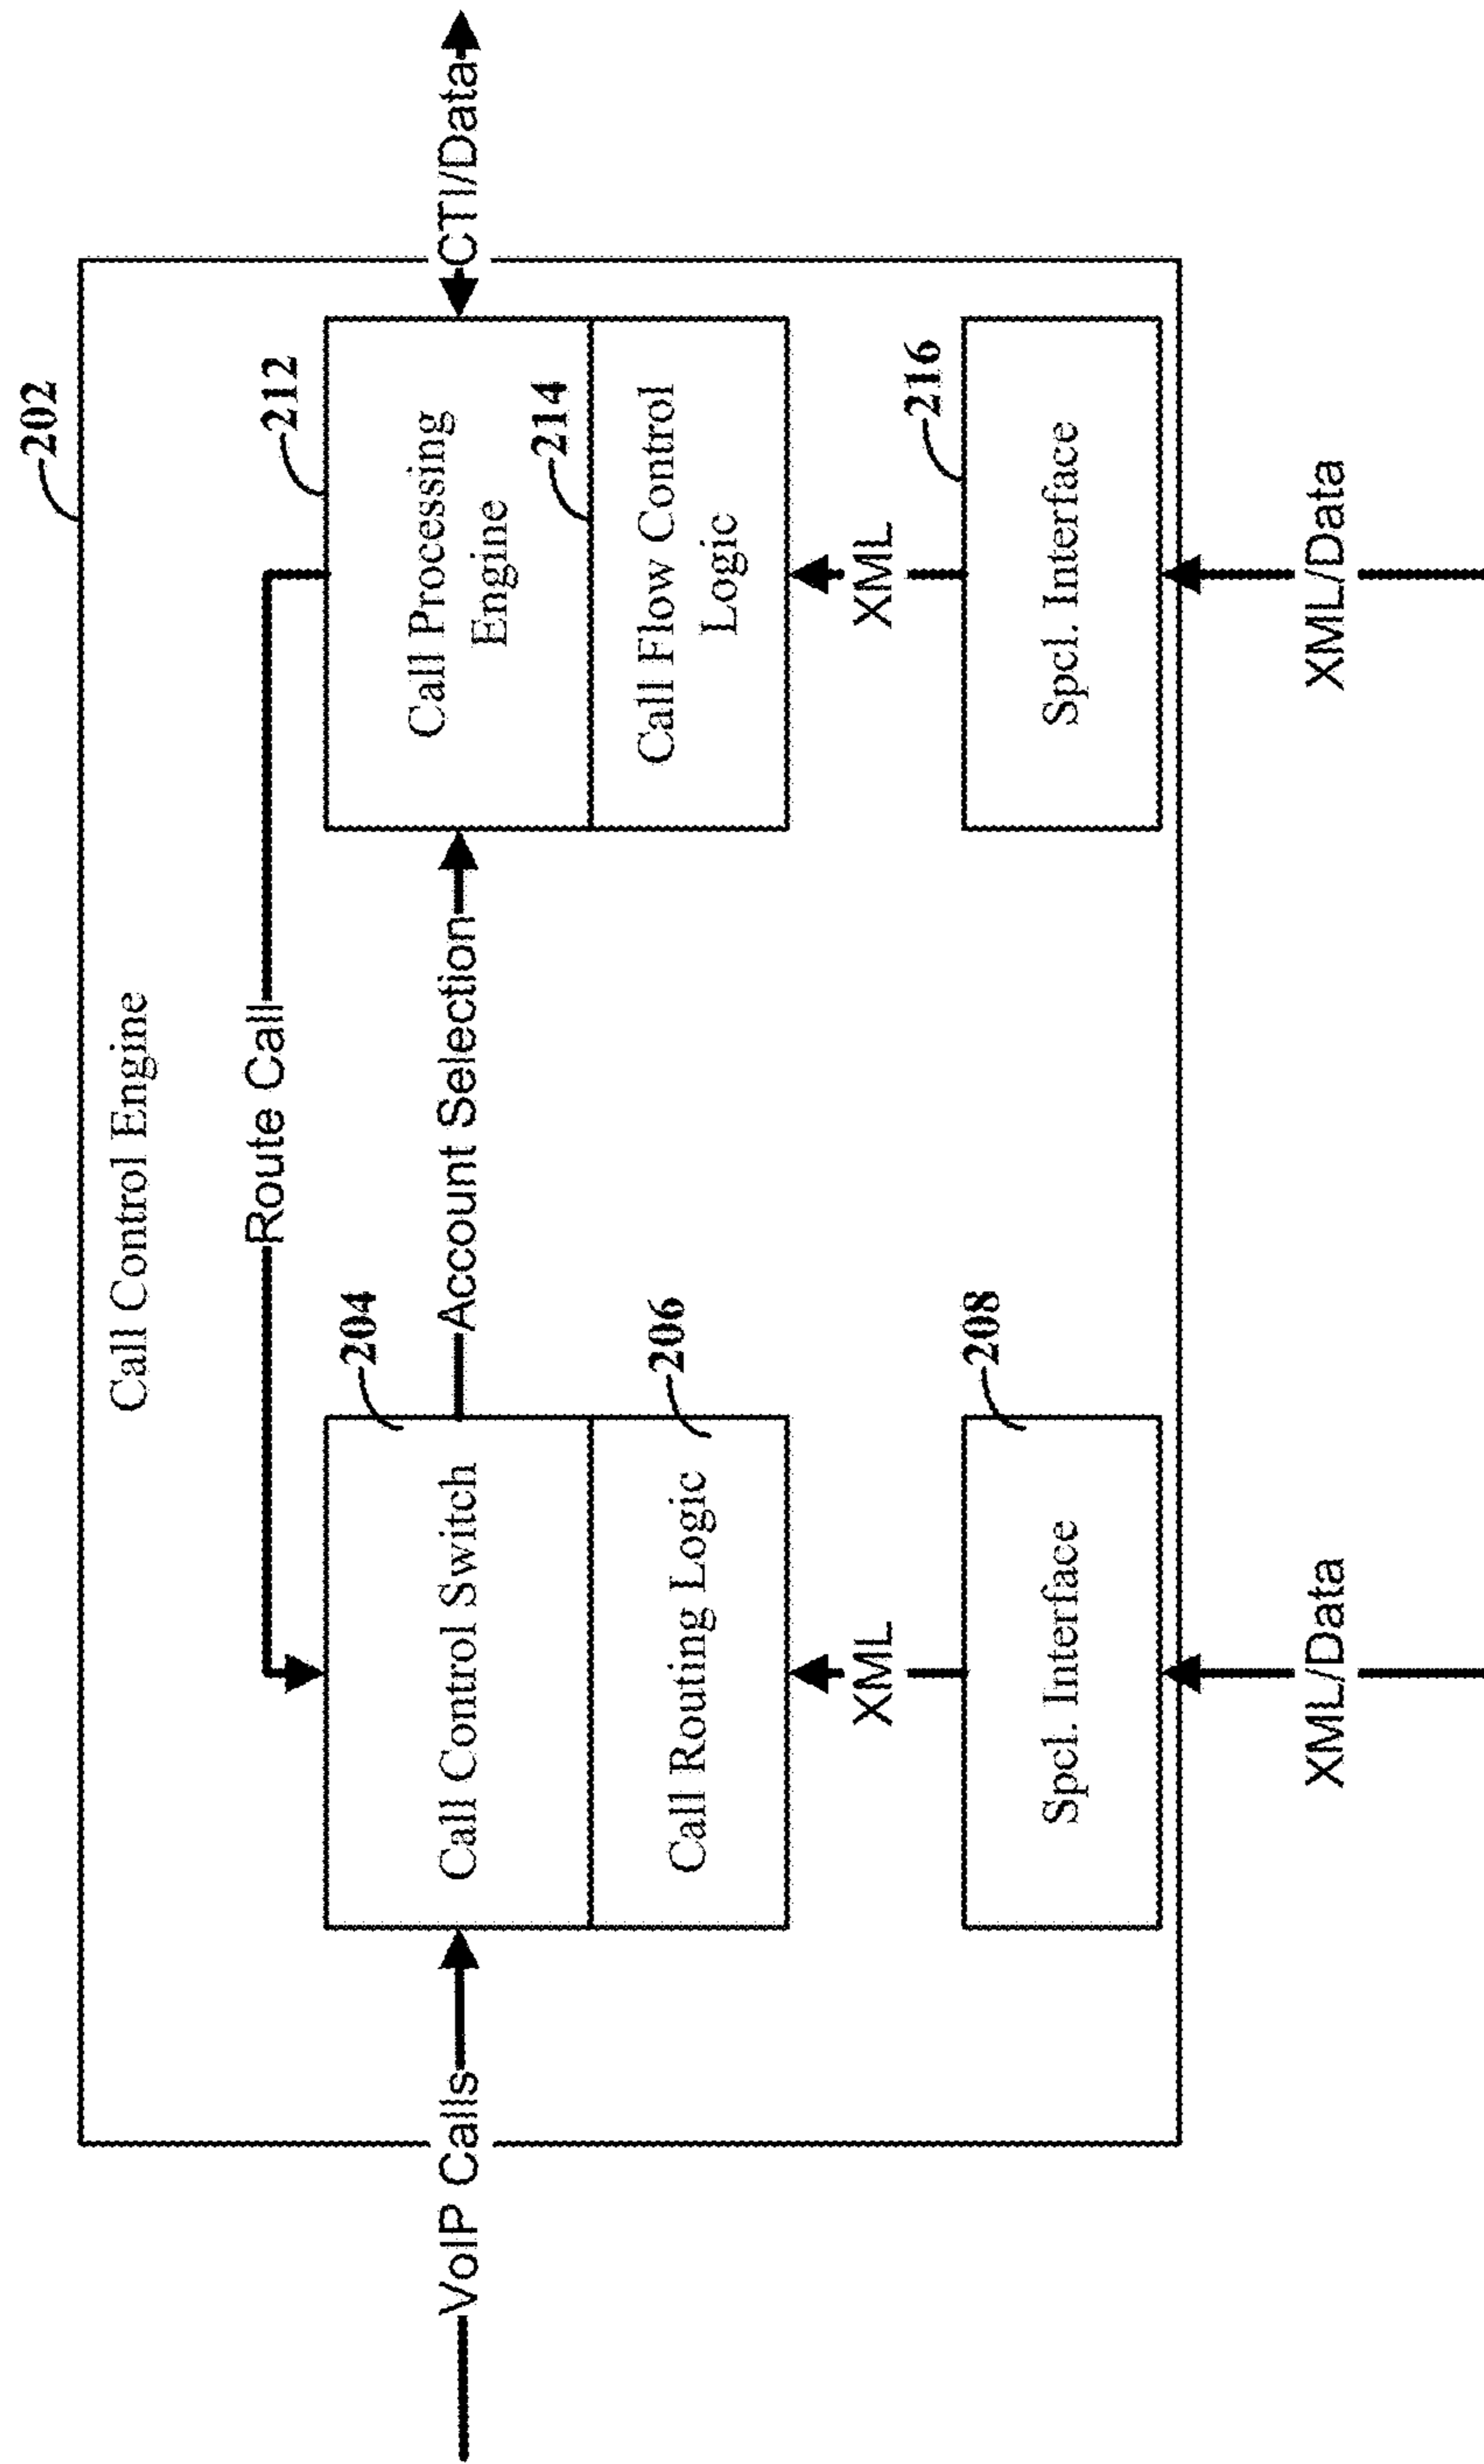 202
Call Control Engine
Route Call
212
Call Processing
Engine
204
Call Control Switch
VoIP Calls
Account Selection
CTI/Data
214
Call Flow Control
Logic
206
Call Routing Logic
XML
XML
208
Spcl. Interface
216
Spcl. Interface
XML/Data
XML/Data